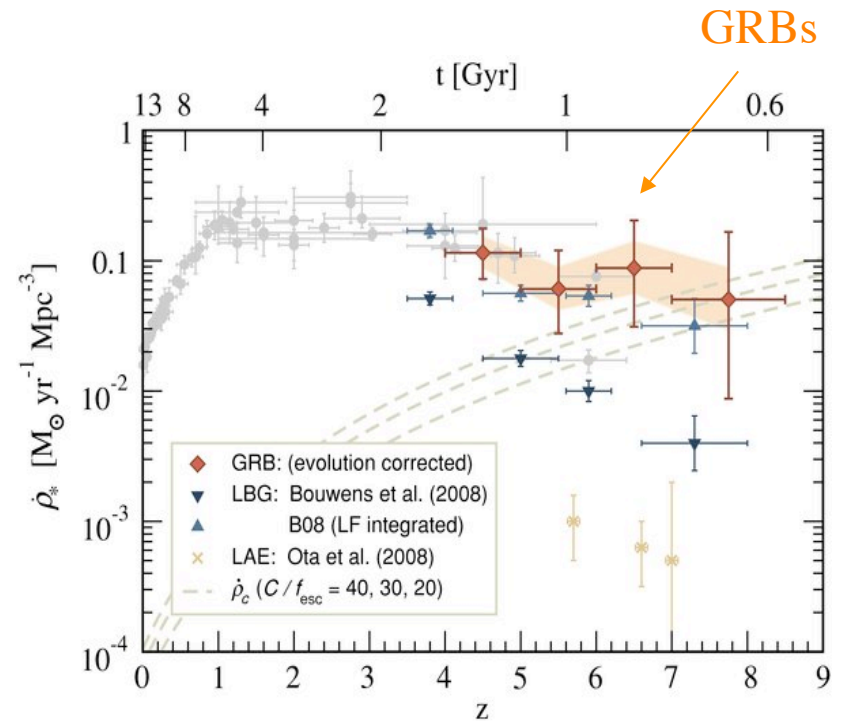 GRBs
t [Gyr]
13 8 4 2 1 0.6
1
0.1
10⁻²
10⁻³
10⁻⁴
ρ̇* [M☉ yr⁻¹ Mpc⁻³]
GRB: (evolution corrected)
LBG: Bouwens et al. (2008)
B08 (LF integrated)
LAE: Ota et al. (2008)
ρ̇c (C / fesc = 40, 30, 20)
0 1 2 3 4 5 6 7 8 9
z